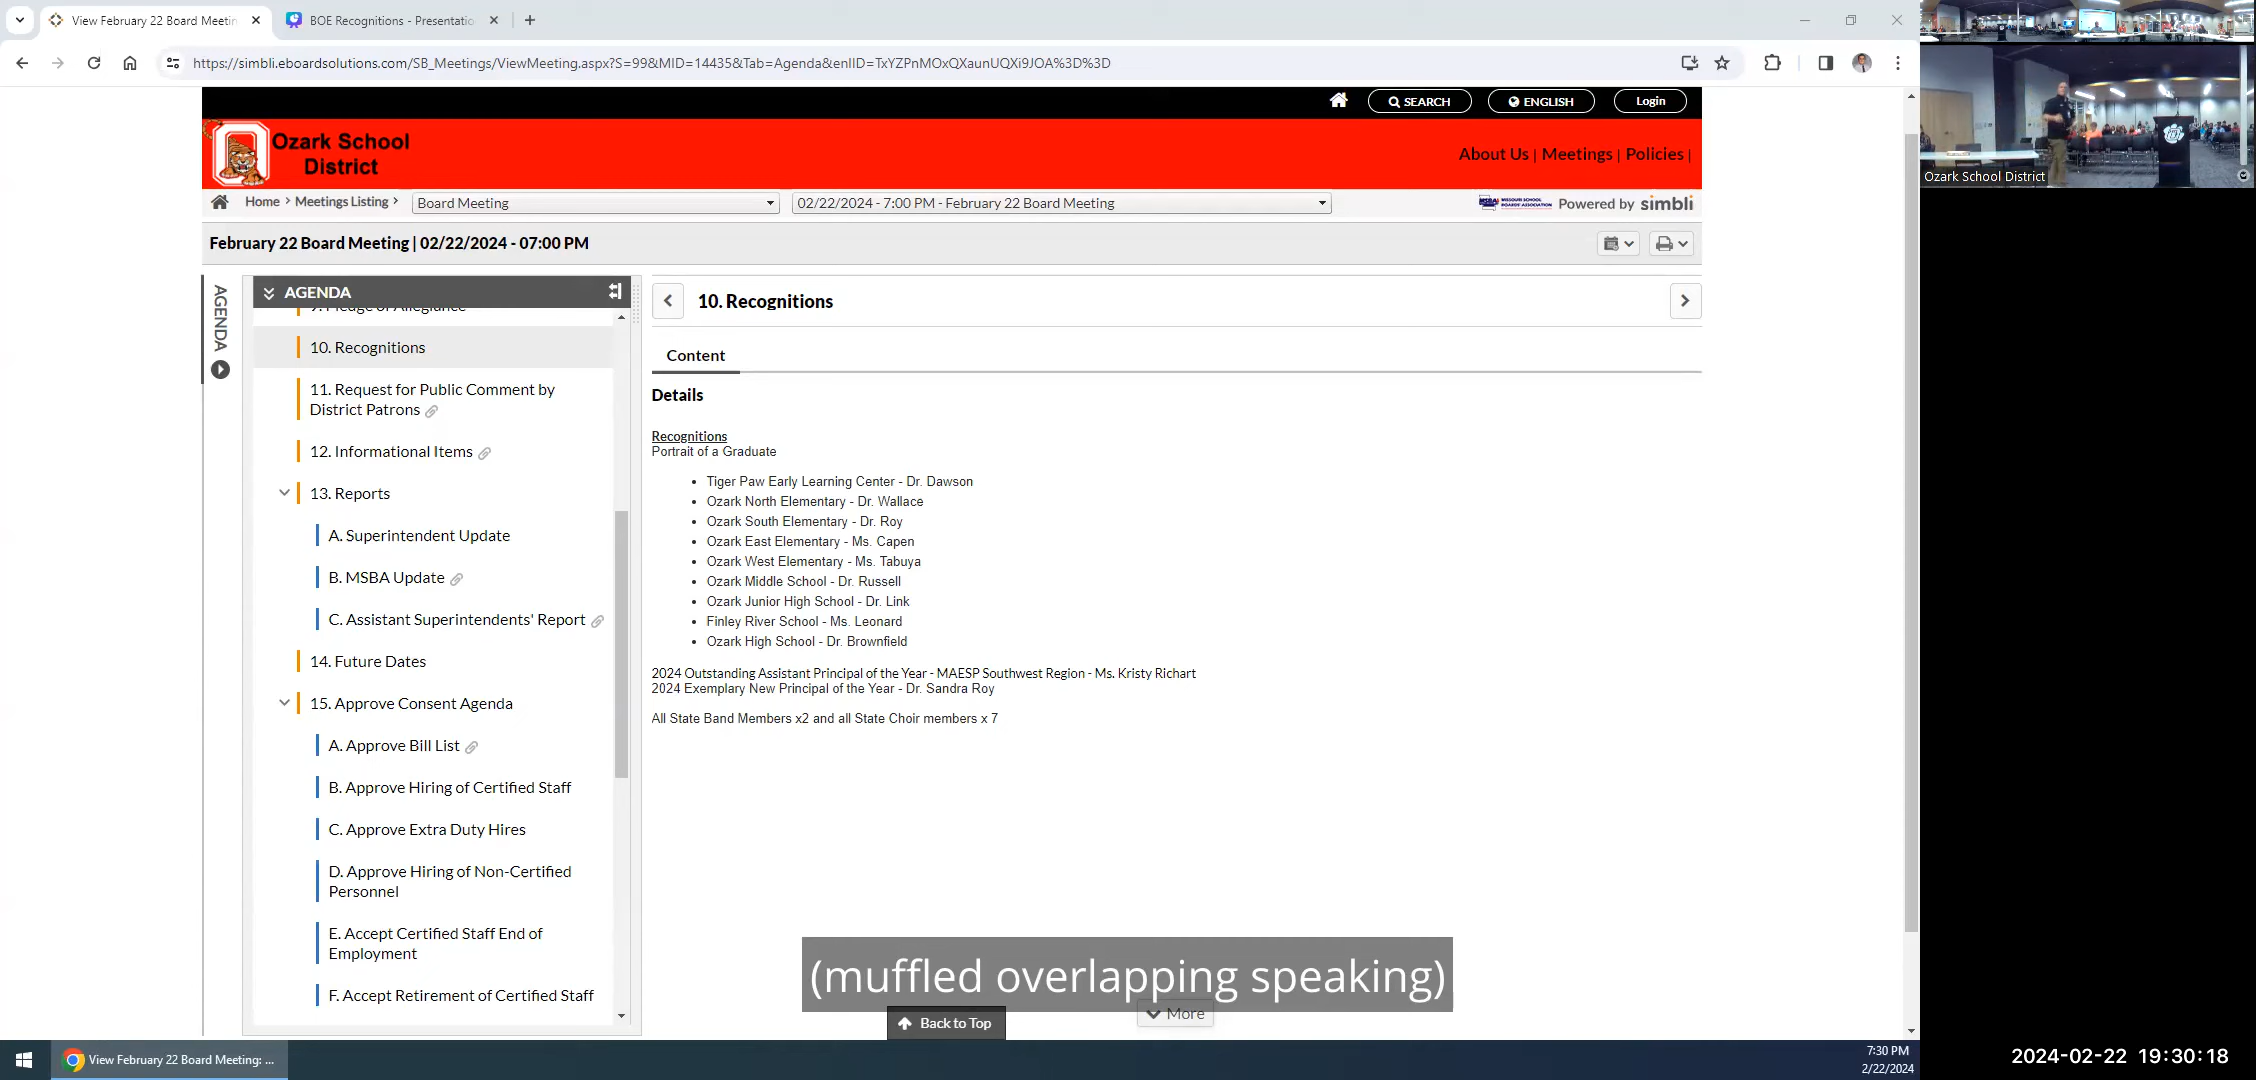 View February 22 Board Meetin
BOE Recognitions - Presentatio
https://simbli.eboardsolutions.com/SB_Meetings/ViewMeeting.aspx?S=99&MID=14435&Tab=Agenda&enIID=TxYZPnMOxQXaunUQXi9JOA%3D%3D
SEARCH
ENGLISH
Login
Ozark School
District
About Us | Meetings | Policies |
Home > Meetings Listing >
Board Meeting
02/22/2024 - 7:00 PM - February 22 Board Meeting
Powered by simbli
February 22 Board Meeting | 02/22/2024 - 07:00 PM
AGENDA
AGENDA
9. Pledge of Allegiance
10. Recognitions
11. Request for Public Comment by
District Patrons
12. Informational Items
13. Reports
A. Superintendent Update
B. MSBA Update
C. Assistant Superintendents' Report
14. Future Dates
15. Approve Consent Agenda
A. Approve Bill List
B. Approve Hiring of Certified Staff
C. Approve Extra Duty Hires
D. Approve Hiring of Non-Certified
Personnel
E. Accept Certified Staff End of
Employment
F. Accept Retirement of Certified Staff
10. Recognitions
Content
Details
Recognitions
Portrait of a Graduate
• Tiger Paw Early Learning Center - Dr. Dawson
• Ozark North Elementary - Dr. Wallace
• Ozark South Elementary - Dr. Roy
• Ozark East Elementary - Ms. Capen
• Ozark West Elementary - Ms. Tabuya
• Ozark Middle School - Dr. Russell
• Ozark Junior High School - Dr. Link
• Finley River School - Ms. Leonard
• Ozark High School - Dr. Brownfield
2024 Outstanding Assistant Principal of the Year - MAESP Southwest Region - Ms. Kristy Richart
2024 Exemplary New Principal of the Year - Dr. Sandra Roy
All State Band Members x2 and all State Choir members x 7
(muffled overlapping speaking)
More
Back to Top
View February 22 Board Meeting: ...
7:30 PM
2/22/2024
Ozark School District
2024-02-22 19:30:18